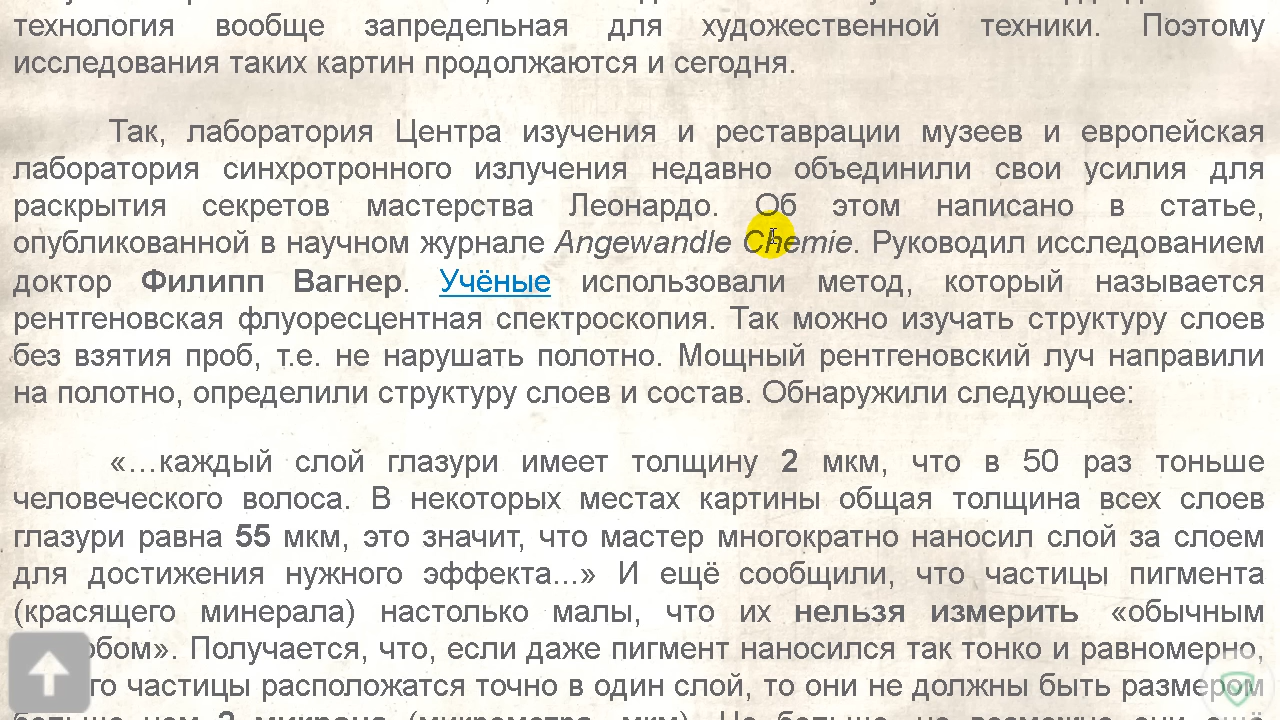 технология вообще запредельная для художественной техники. Поэтому
исследования таких картин продолжаются и сегодня.
Так, лаборатория Центра изучения и реставрации музеев и европейская
лаборатория синхротронного излучения недавно объединили свои усилия для
раскрытия секретов мастерства Леонардо. Об этом написано в статье,
опубликованной в научном журнале Angewandle Chemie. Руководил исследованием
доктор Филипп Вагнер. Учёные использовали метод, который называется
рентгеновская флуоресцентная спектроскопия. Так можно изучать структуру слоев
без взятия проб, т.е. не нарушать полотно. Мощный рентгеновский луч направили
на полотно, определили структуру слоев и состав. Обнаружили следующее:
«…каждый слой глазури имеет толщину 2 мкм, что в 50 раз тоньше
человеческого волоса. В некоторых местах картины общая толщина всех слоев
глазури равна 55 мкм, это значит, что мастер многократно наносил слой за слоем
для достижения нужного эффекта...» И ещё сообщили, что частицы пигмента
(красящего минерала) настолько малы, что их нельзя измерить «обычным
обом». Получается, что, если даже пигмент наносился так тонко и равномерно,
го частицы расположатся точно в один слой, то они не должны быть размером